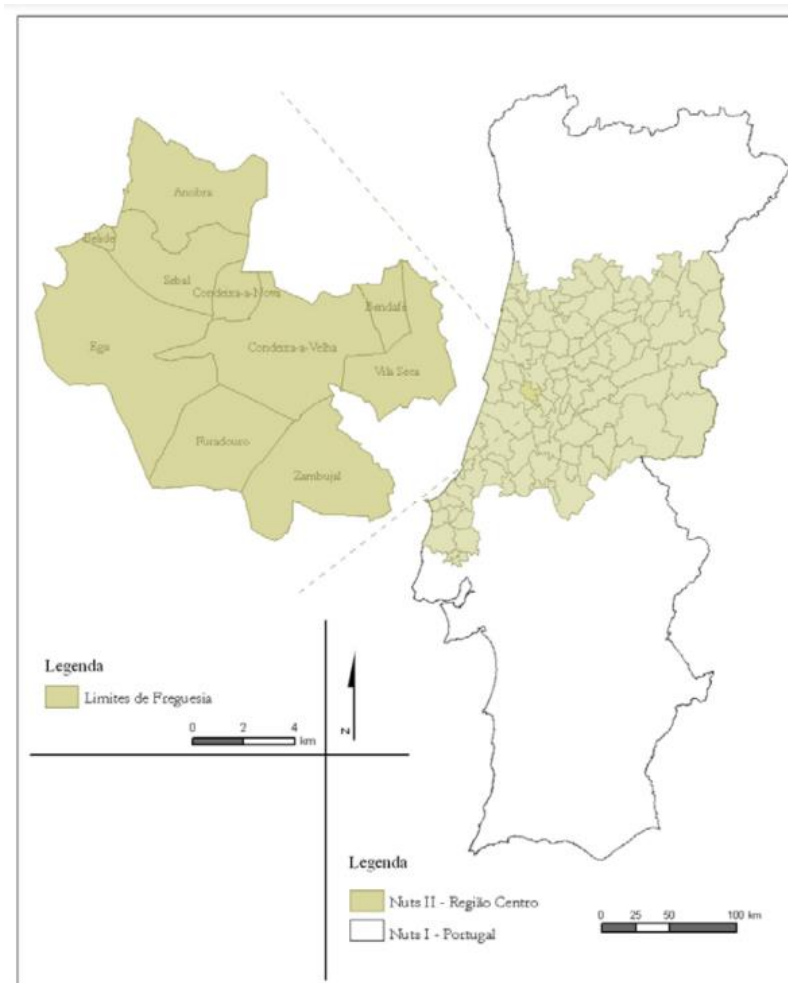 Anobra
Belide
Sebal
Condeixa-a-Nova
Bendafé
Ega
Condeixa-a-Velha
Vila Seca
Furadouro
Zambujal
Legenda
Limites de Freguesia
0 2 4
km
N
Legenda
Nuts II - Região Centro
Nuts I - Portugal
0 25 50 100 km